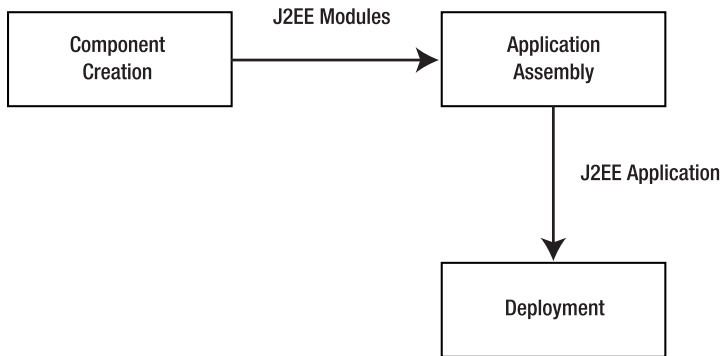 J2EE Modules
Component
Creation
Application
Assembly
J2EE Application
Deployment